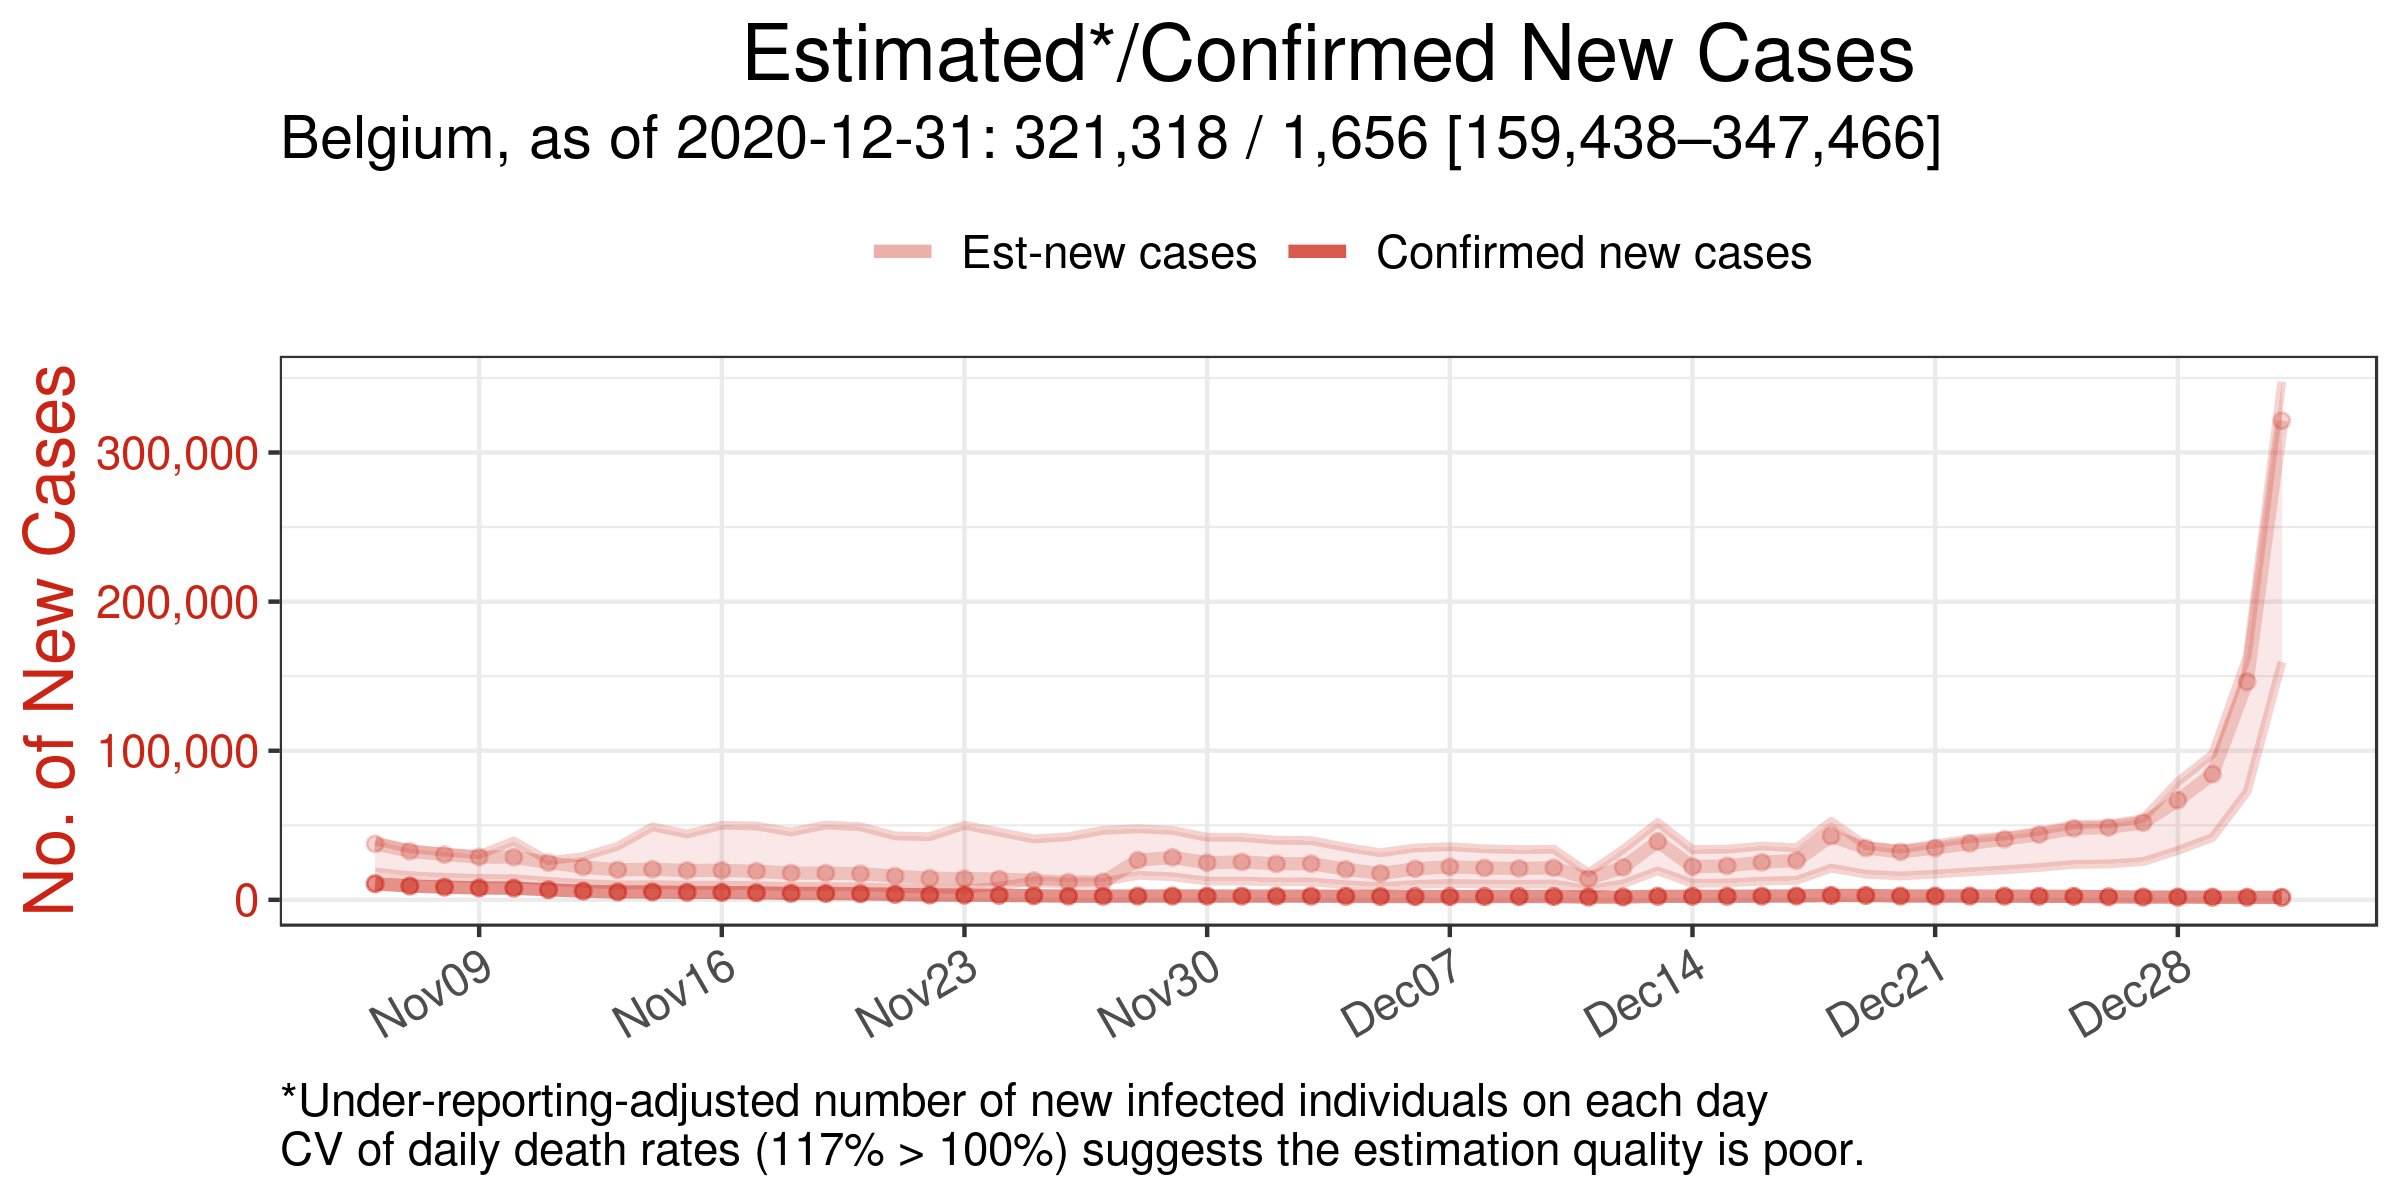 Estimated*/Confirmed New Cases
Belgium, as of 2020-12-31: 321,318 / 1,656 [159,438–347,466]
Est-new cases
Confirmed new cases
No. of New Cases
300,000
200,000
100,000
0
Nov09
Nov16
Nov23
Nov30
Dec07
Dec14
Dec21
Dec28
*Under-reporting-adjusted number of new infected individuals on each day
CV of daily death rates (117% > 100%) suggests the estimation quality is poor.